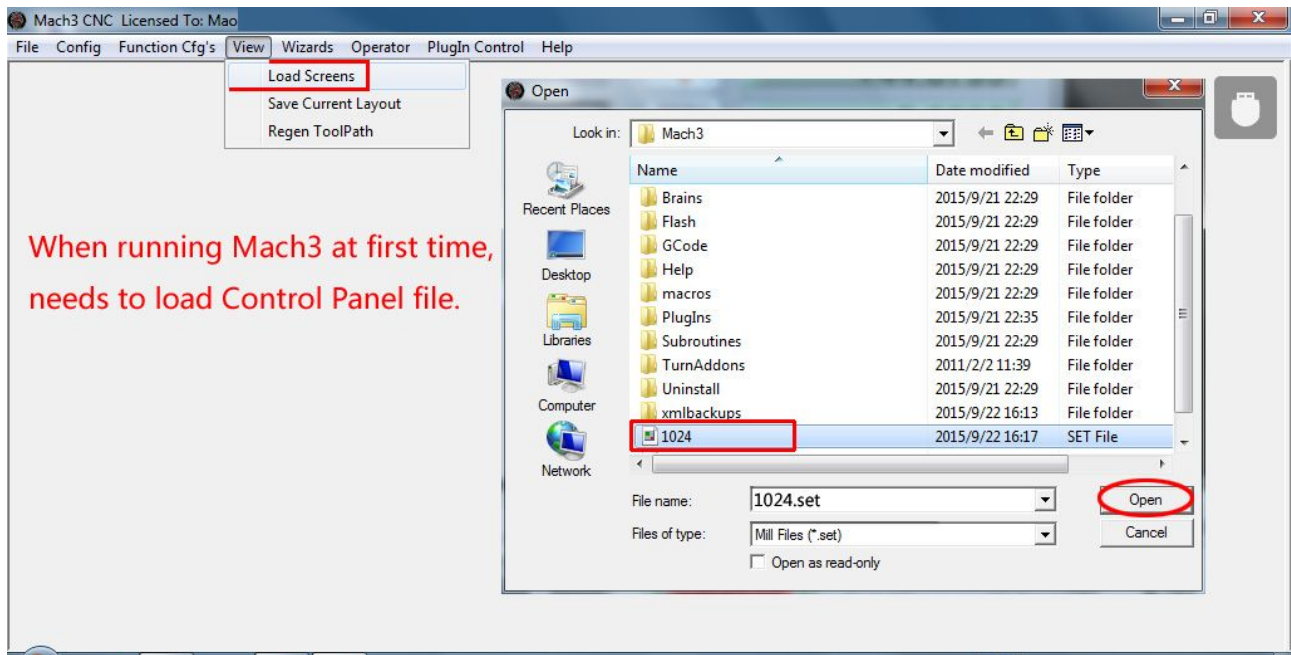 Mach3 CNC Licensed To: Mao
File Config Function Cfg's View Wizards Operator PlugIn Control Help
Load Screens
Save Current Layout
Regen ToolPath
When running Mach3 at first time,
needs to load Control Panel file.
Open
Look in: Mach3
Recent Places
Desktop
Libraries
Computer
Network
Name Date modified Type
Brains 2015/9/21 22:29 File folder
Flash 2015/9/21 22:29 File folder
GCode 2015/9/21 22:29 File folder
Help 2015/9/21 22:29 File folder
macros 2015/9/21 22:29 File folder
PlugIns 2015/9/21 22:35 File folder
Subroutines 2015/9/21 22:29 File folder
TurnAddons 2011/2/2 11:39 File folder
Uninstall 2015/9/21 22:29 File folder
xmlbackups 2015/9/22 16:13 File folder
1024 2015/9/22 16:17 SET File
File name: 1024.set Open
Files of type: Mill Files (*.set) Cancel
Open as read-only